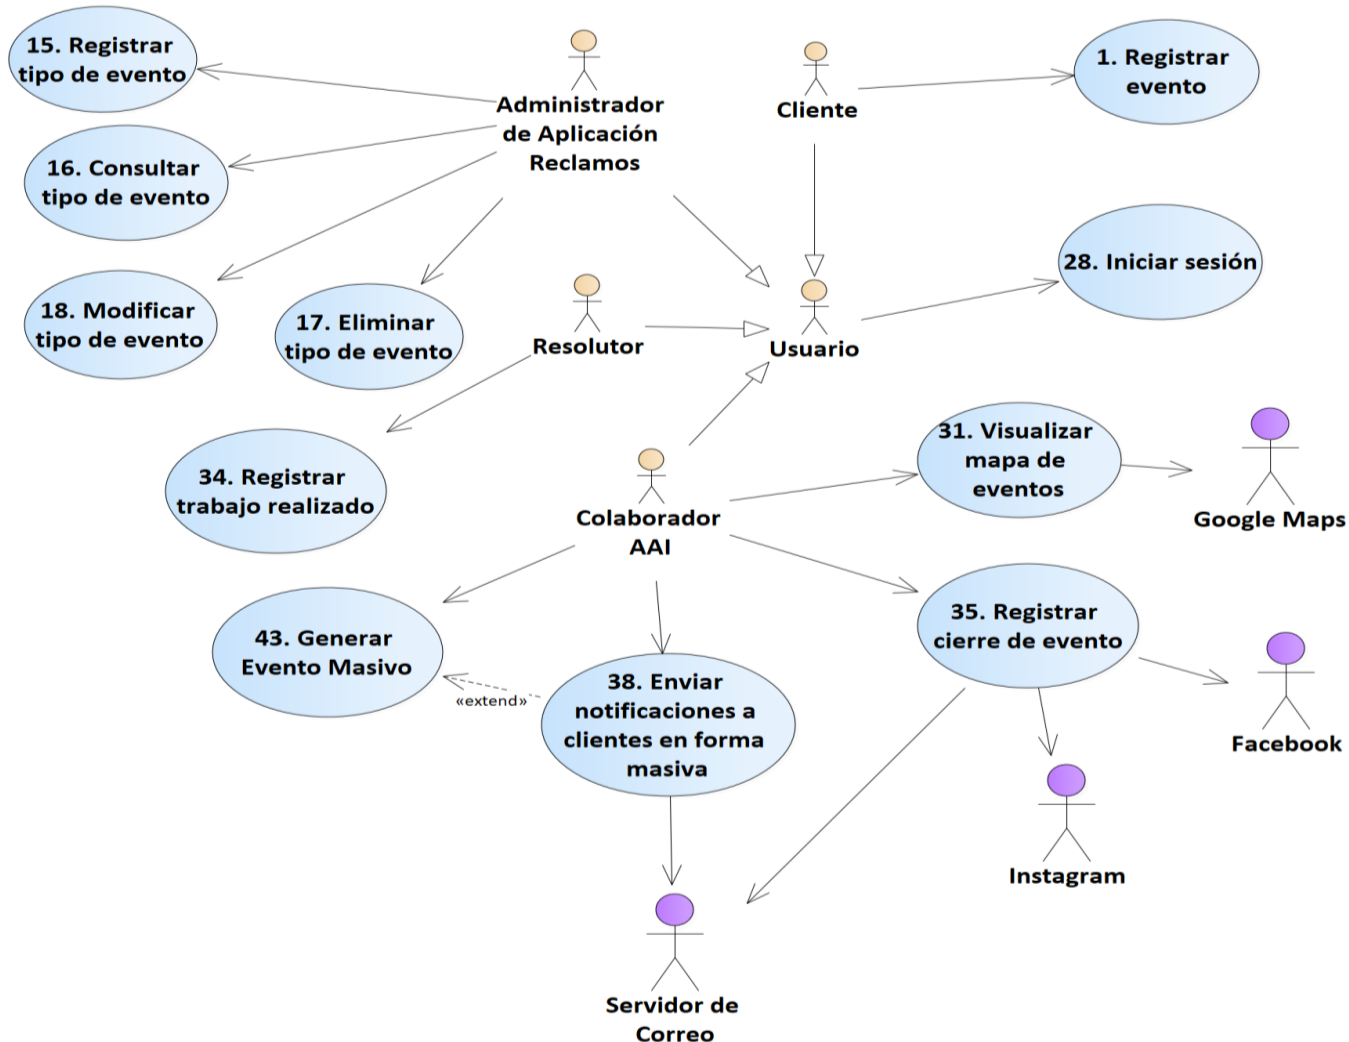 15. Registrar
tipo de evento
Administrador
de Aplicación
Reclamos
Cliente
1. Registrar
evento
16. Consultar
tipo de evento
18. Modificar
tipo de evento
17. Eliminar
tipo de evento
Resolutor
Usuario
28. Iniciar sesión
34. Registrar
trabajo realizado
Colaborador
AAI
31. Visualizar
mapa de
eventos
Google Maps
43. Generar
Evento Masivo
«extend»
38. Enviar
notificaciones a
clientes en forma
masiva
35. Registrar
cierre de evento
Facebook
Instagram
Servidor de
Correo